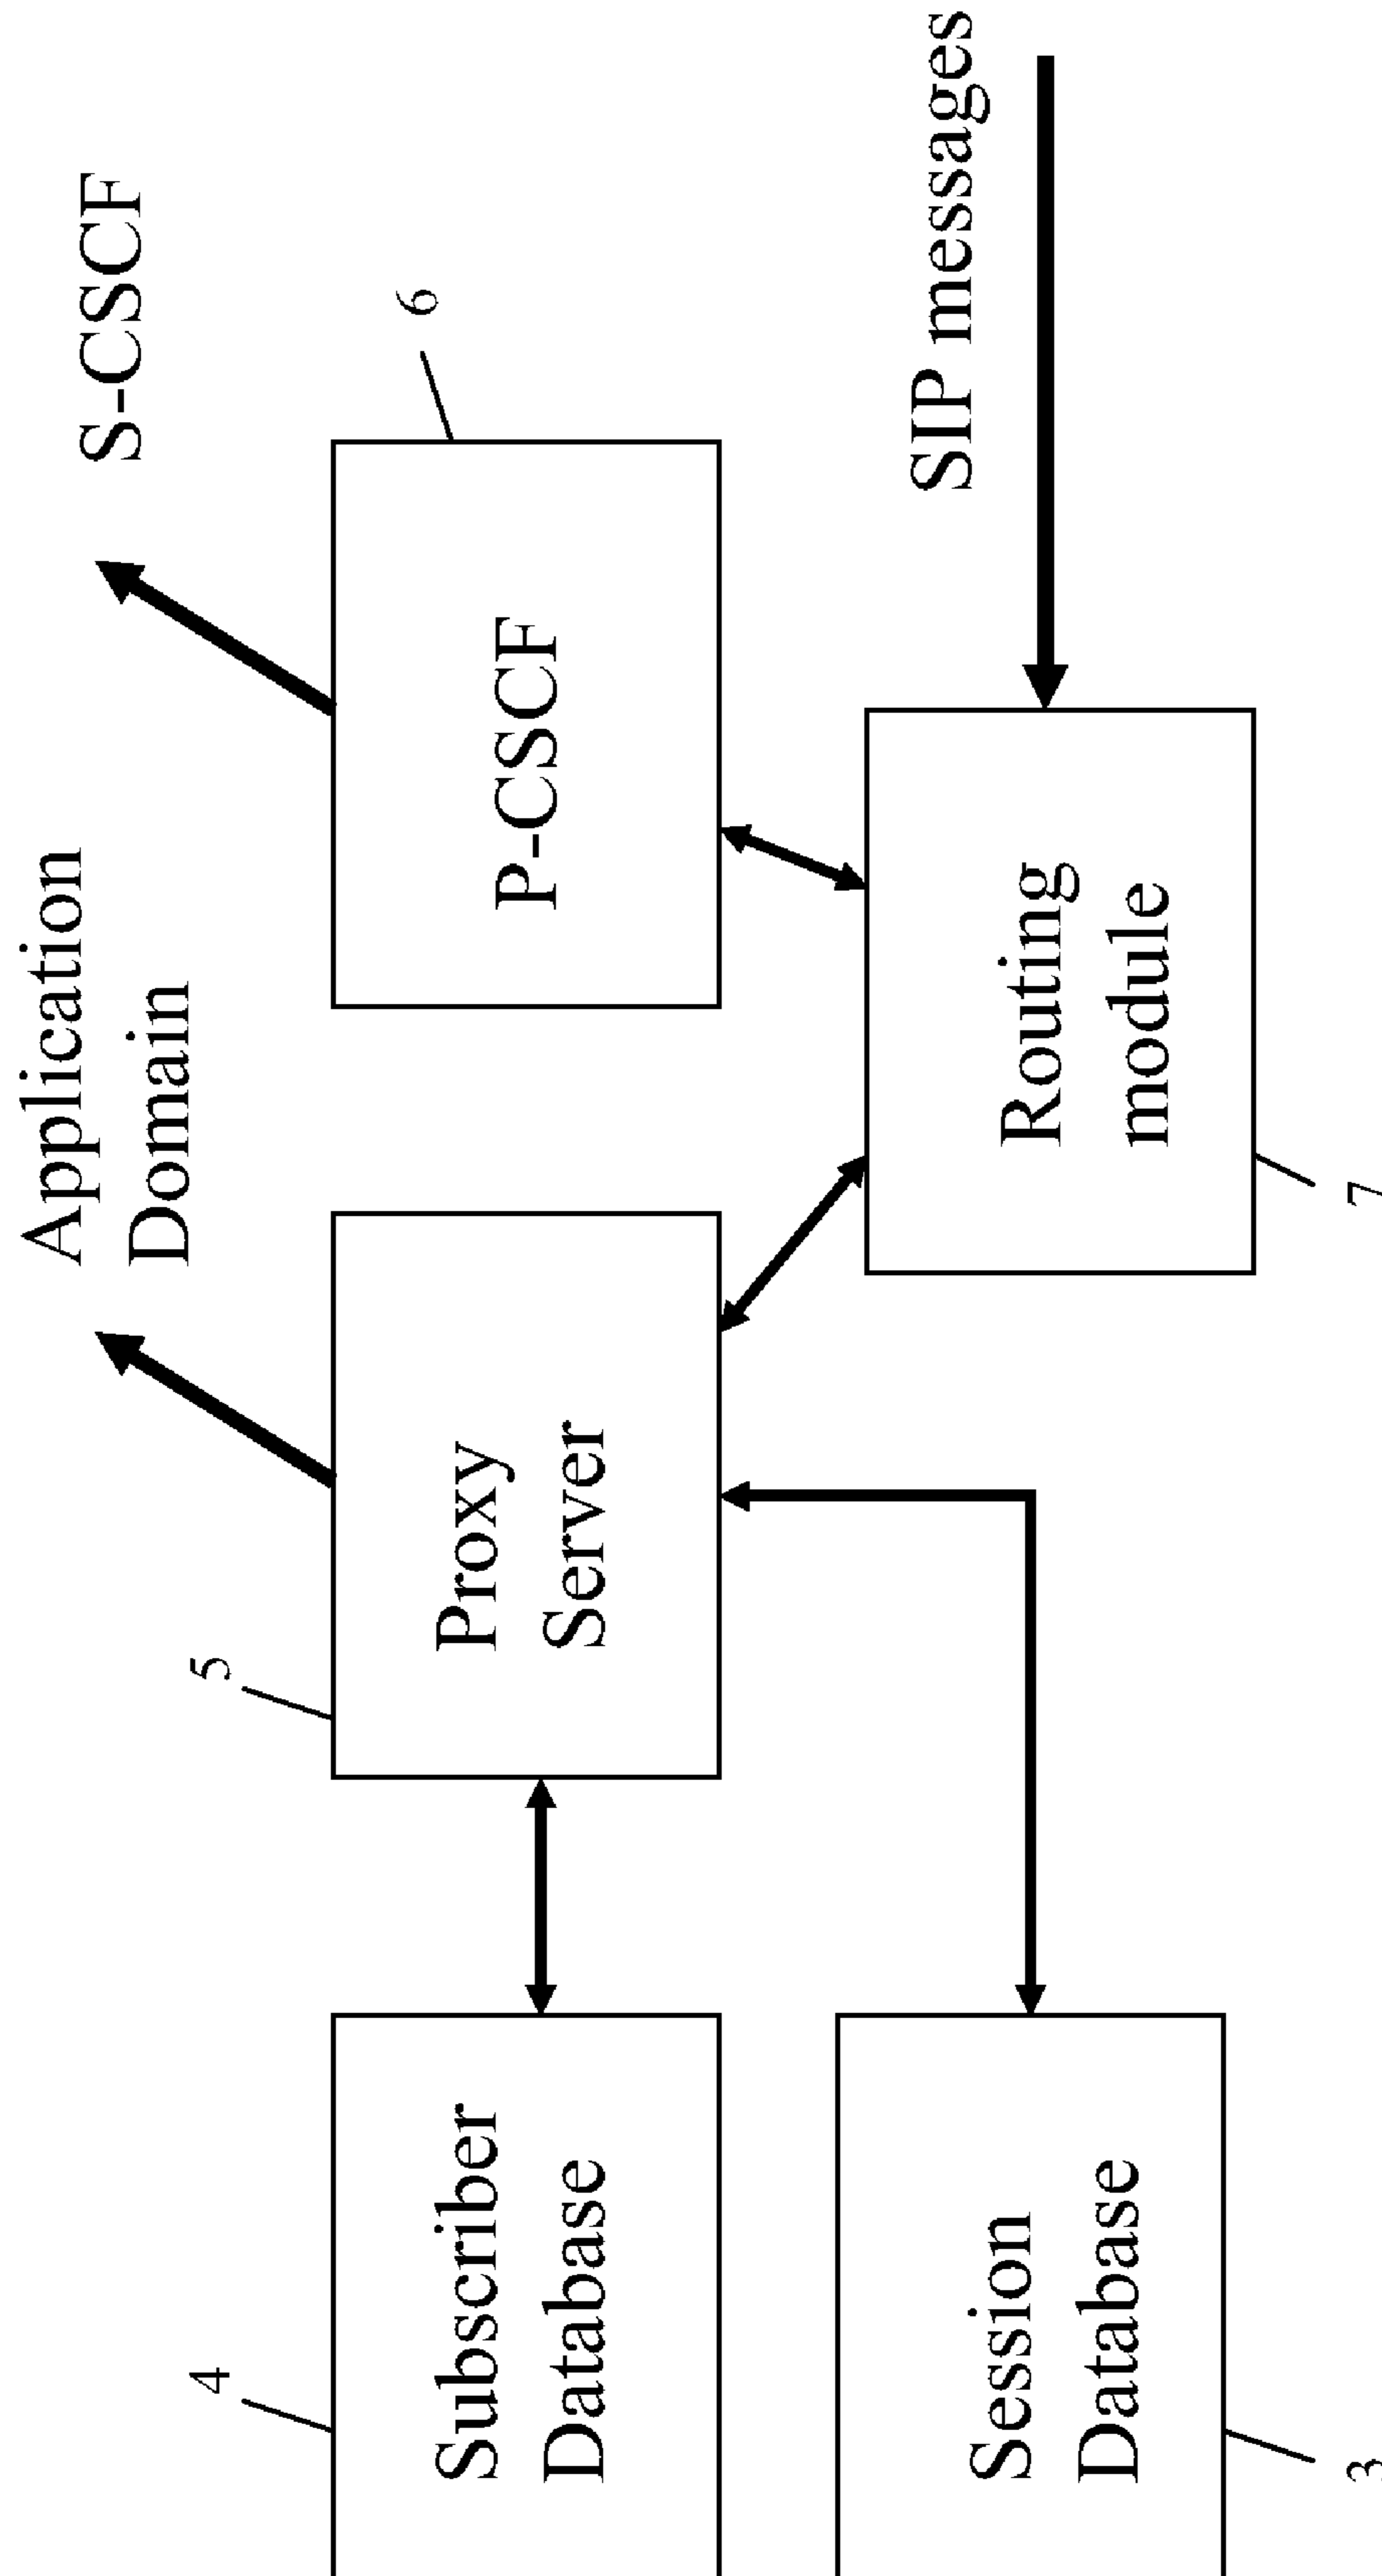 Application
Domain
S-CSCF
4
5
6
Subscriber
Database
Proxy
Server
P-CSCF
SIP messages
Session
Database
Routing
module
3
7